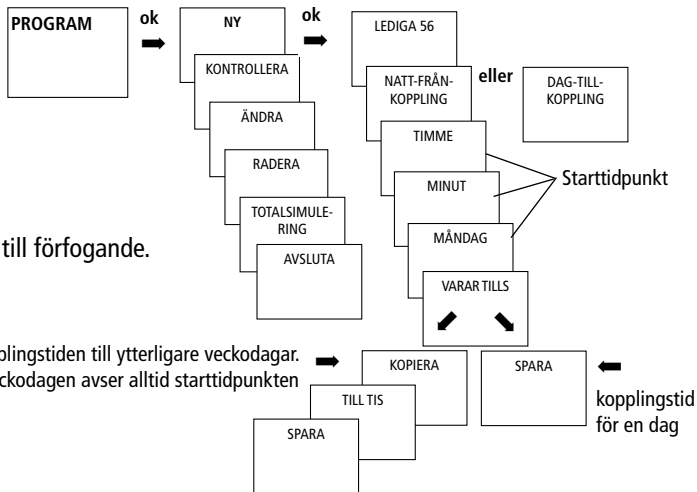 PROGRAM
ok
NY
ok
LEDIGA 56
KONTROLLERA
NATT-FRÅN-
KOPPLING
eller
DAG-TILL-
KOPPLING
ÄNDRA
TIMME
RADERA
MINUT
Starttidpunkt
TOTALSIMULE-
RING
MÅNDAG
till förfogande.
AVSLUTA
VARAR TILLS
plingstiden till ytterligare veckodagar.
ckodagen avser alltid starttidpunkten
KOPIERA
SPARA
kopplingstid
för en dag
TILL TIS
SPARA